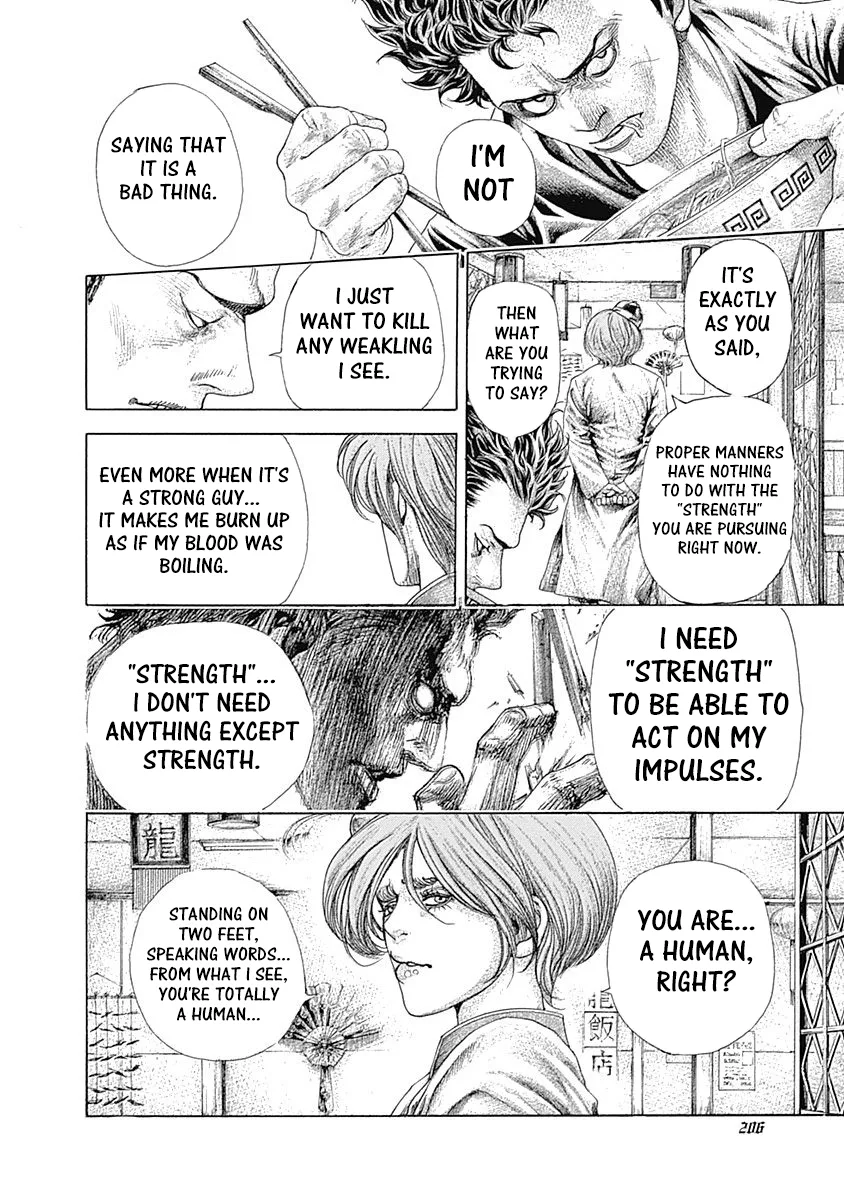 I'M
NOT
SAYING THAT
IT IS A
BAD THING.
IT'S
EXACTLY
AS YOU
SAID,
PROPER MANNERS
HAVE NOTHING
TO DO WITH THE
"STRENGTH"
YOU ARE PURSUING
RIGHT NOW.
THEN
WHAT
ARE YOU
TRYING
TO SAY?
I JUST
WANT TO KILL
ANY WEAKLING
I SEE.
EVEN MORE WHEN IT'S
A STRONG GUY...
IT MAKES ME BURN UP
AS IF MY BLOOD WAS
BOILING.
I NEED
"STRENGTH"
TO BE ABLE TO
ACT ON MY
IMPULSES.
"STRENGTH"...
I DON'T NEED
ANYTHING EXCEPT
STRENGTH.
YOU ARE...
A HUMAN,
RIGHT?
龍
飯
店
STANDING ON
TWO FEET,
SPEAKING WORDS...
FROM WHAT I SEE,
YOU'RE TOTALLY
A HUMAN...
龍
206